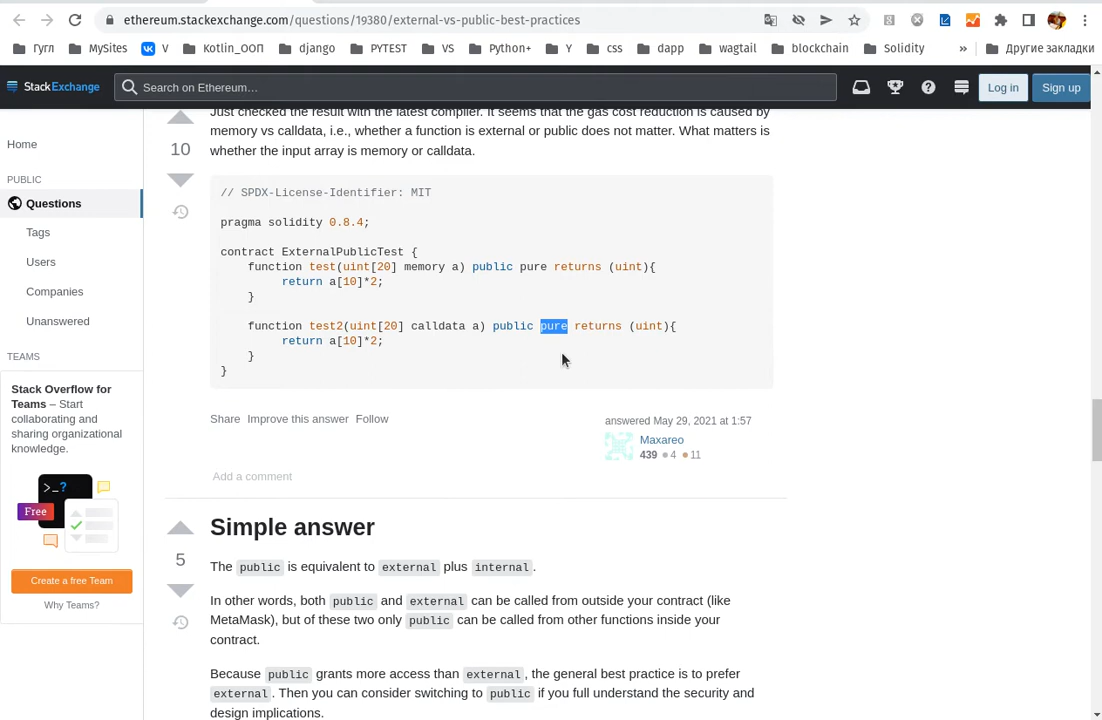 ethereum.stackexchange.com/questions/19380/external-vs-public-best-practices
Гугл MySites V Kotlin_ООП django PYTEST VS Python+ Y css dapp wagtail blockchain Solidity » Другие закладки
StackExchange Search on Ethereum… Log in Sign up
Just checked the result with the latest compiler. It seems that the gas cost reduction is caused by
memory vs calldata, i.e., whether a function is external or public does not matter. What matters is
whether the input array is memory or calldata.
10
// SPDX-License-Identifier: MIT
pragma solidity 0.8.4;
contract ExternalPublicTest {
function test(uint[20] memory a) public pure returns (uint){
return a[10]*2;
}
function test2(uint[20] calldata a) public pure returns (uint){
return a[10]*2;
}
}
Share Improve this answer Follow
answered May 29, 2021 at 1:57
Maxareo
439 4 11
Add a comment
Simple answer
5
The public is equivalent to external plus internal.
In other words, both public and external can be called from outside your contract (like
MetaMask), but of these two only public can be called from other functions inside your
contract.
Because public grants more access than external, the general best practice is to prefer
external. Then you can consider switching to public if you full understand the security and
design implications.
Home
PUBLIC
Questions
Tags
Users
Companies
Unanswered
TEAMS
Stack Overflow for
Teams – Start
collaborating and
sharing organizational
knowledge.
>_?
Free
Create a free Team
Why Teams?